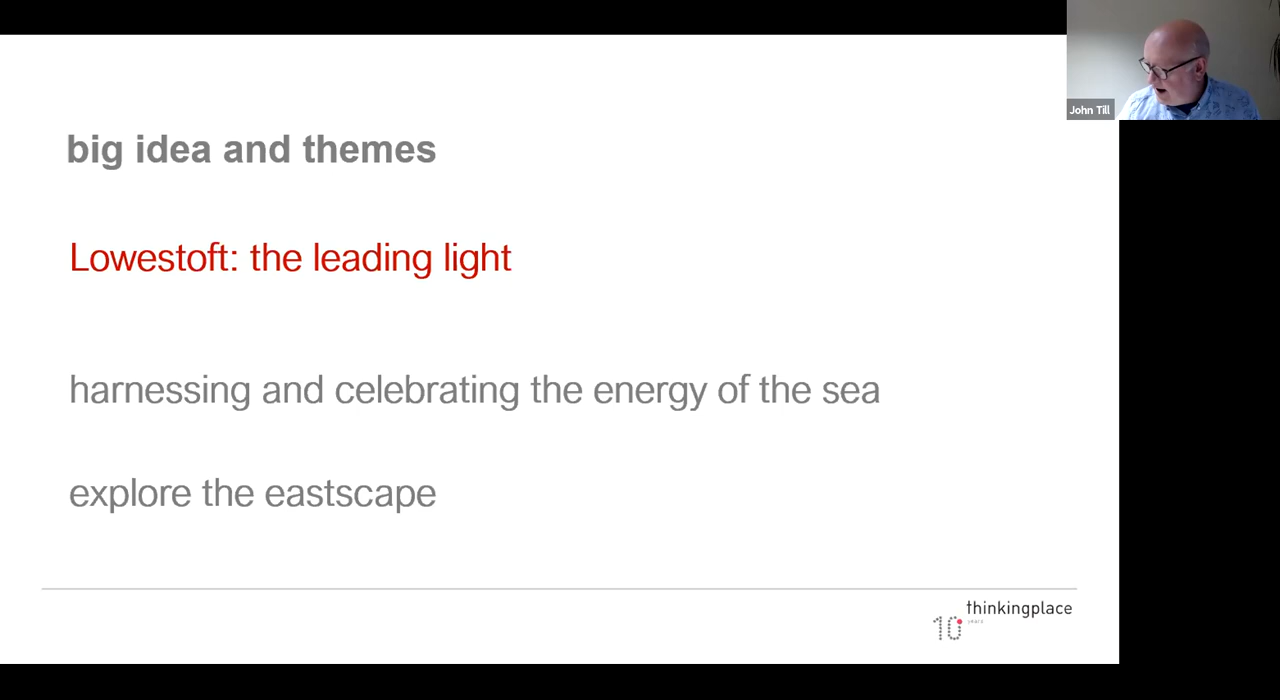 John Till
big idea and themes
Lowestoft: the leading light
harnessing and celebrating the energy of the sea
explore the eastscape
thinkingplace
10 years